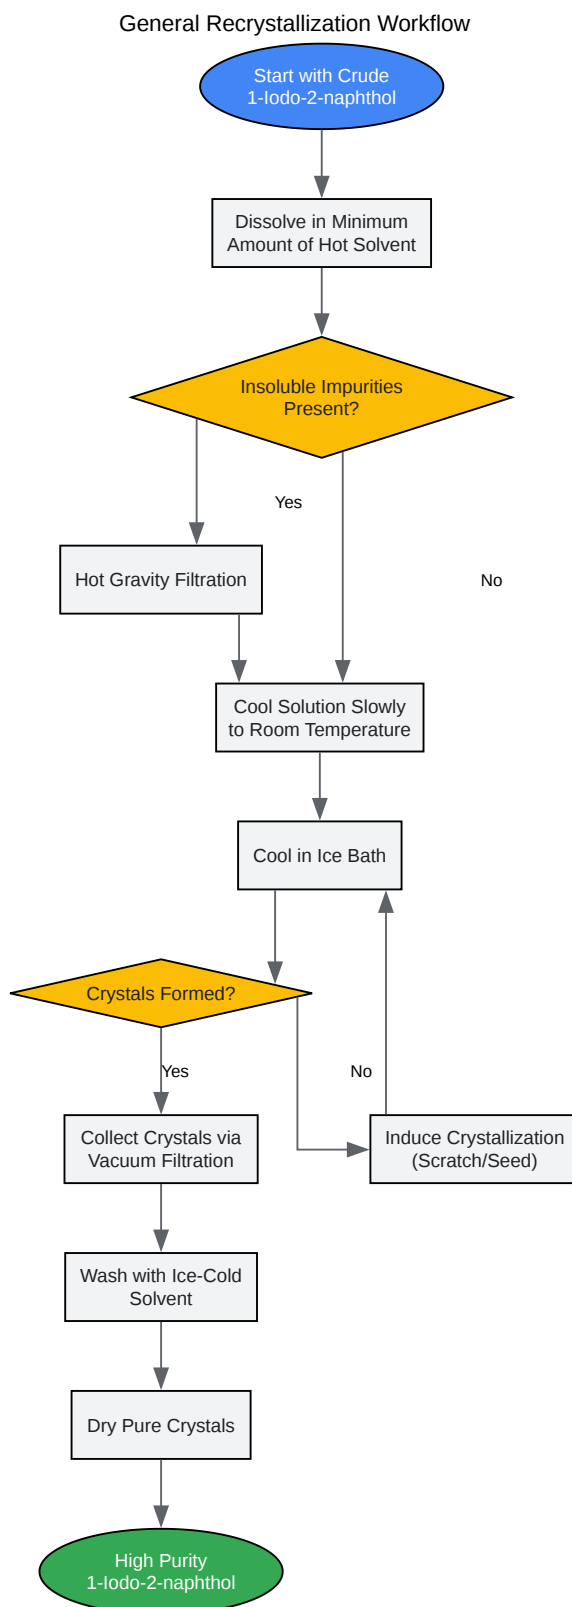 General Recrystallization Workflow
Start with Crude
1-Iodo-2-naphthol
Dissolve in Minimum
Amount of Hot Solvent
Insoluble Impurities
Present?
Yes
No
Hot Gravity Filtration
Cool Solution Slowly
to Room Temperature
Cool in Ice Bath
Crystals Formed?
Yes
No
Collect Crystals via
Vacuum Filtration
Induce Crystallization
(Scratch/Seed)
Wash with Ice-Cold
Solvent
Dry Pure Crystals
High Purity
1-Iodo-2-naphthol